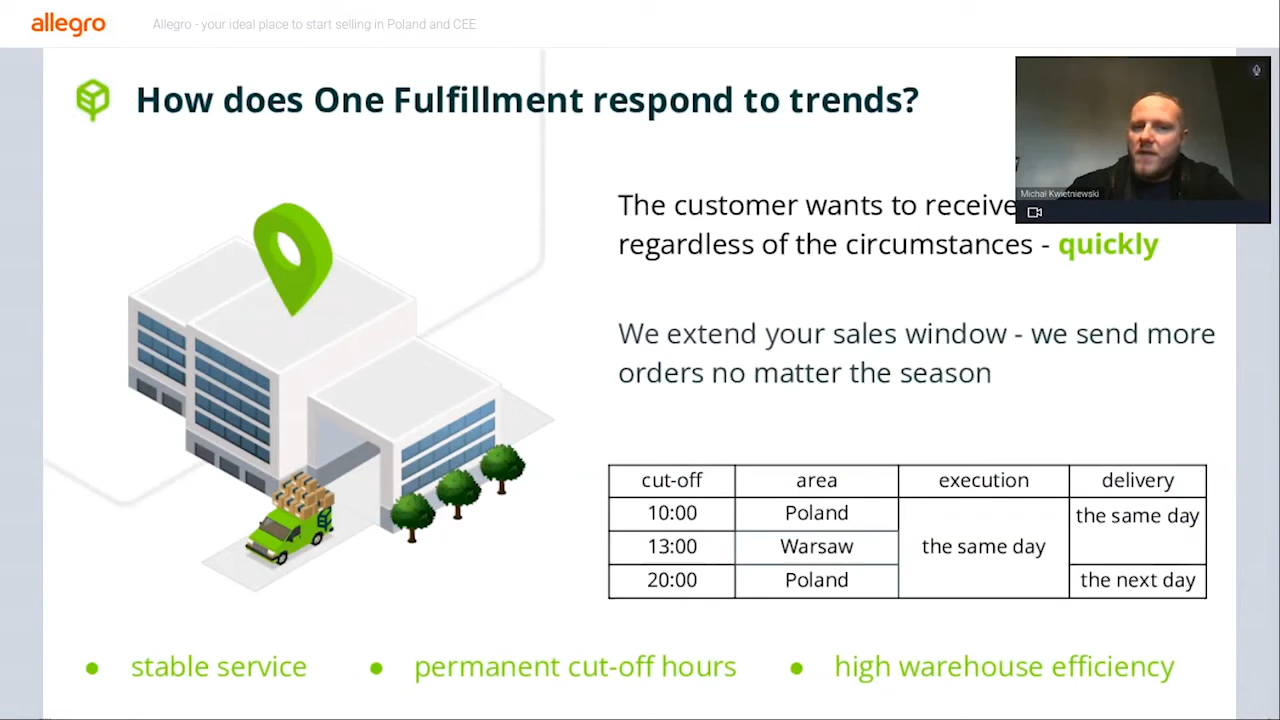 allegro
Allegro - your ideal place to start selling in Poland and CEE
How does One Fulfillment respond to trends?
Michał Kwietniewski
The customer wants to receive
regardless of the circumstances - quickly
We extend your sales window - we send more
orders no matter the season
cut-off area execution delivery
10:00 Poland the same day
13:00 Warsaw the same day
20:00 Poland the next day
• stable service • permanent cut-off hours • high warehouse efficiency